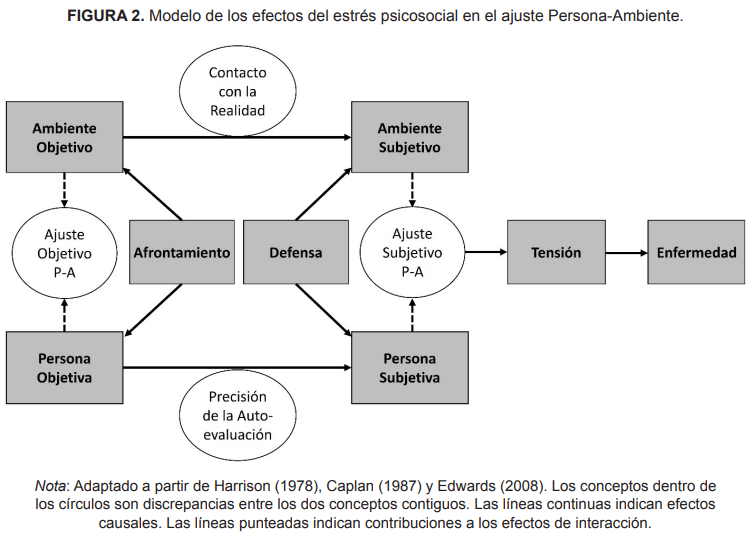 FIGURA 2. Modelo de los efectos del estrés psicosocial en el ajuste Persona-Ambiente.
Contacto
con la
Realidad
Ambiente
Objetivo
Ambiente
Subjetivo
Ajuste
Objetivo
P-A
Afrontamiento
Defensa
Ajuste
Subjetivo
P-A
Tensión
Enfermedad
Persona
Objetiva
Persona
Subjetiva
Precisión
de la Auto-
evaluación
Nota: Adaptado a partir de Harrison (1978), Caplan (1987) y Edwards (2008). Los conceptos dentro de
los círculos son discrepancias entre los dos conceptos contiguos. Las líneas continuas indican efectos
causales. Las líneas punteadas indican contribuciones a los efectos de interacción.